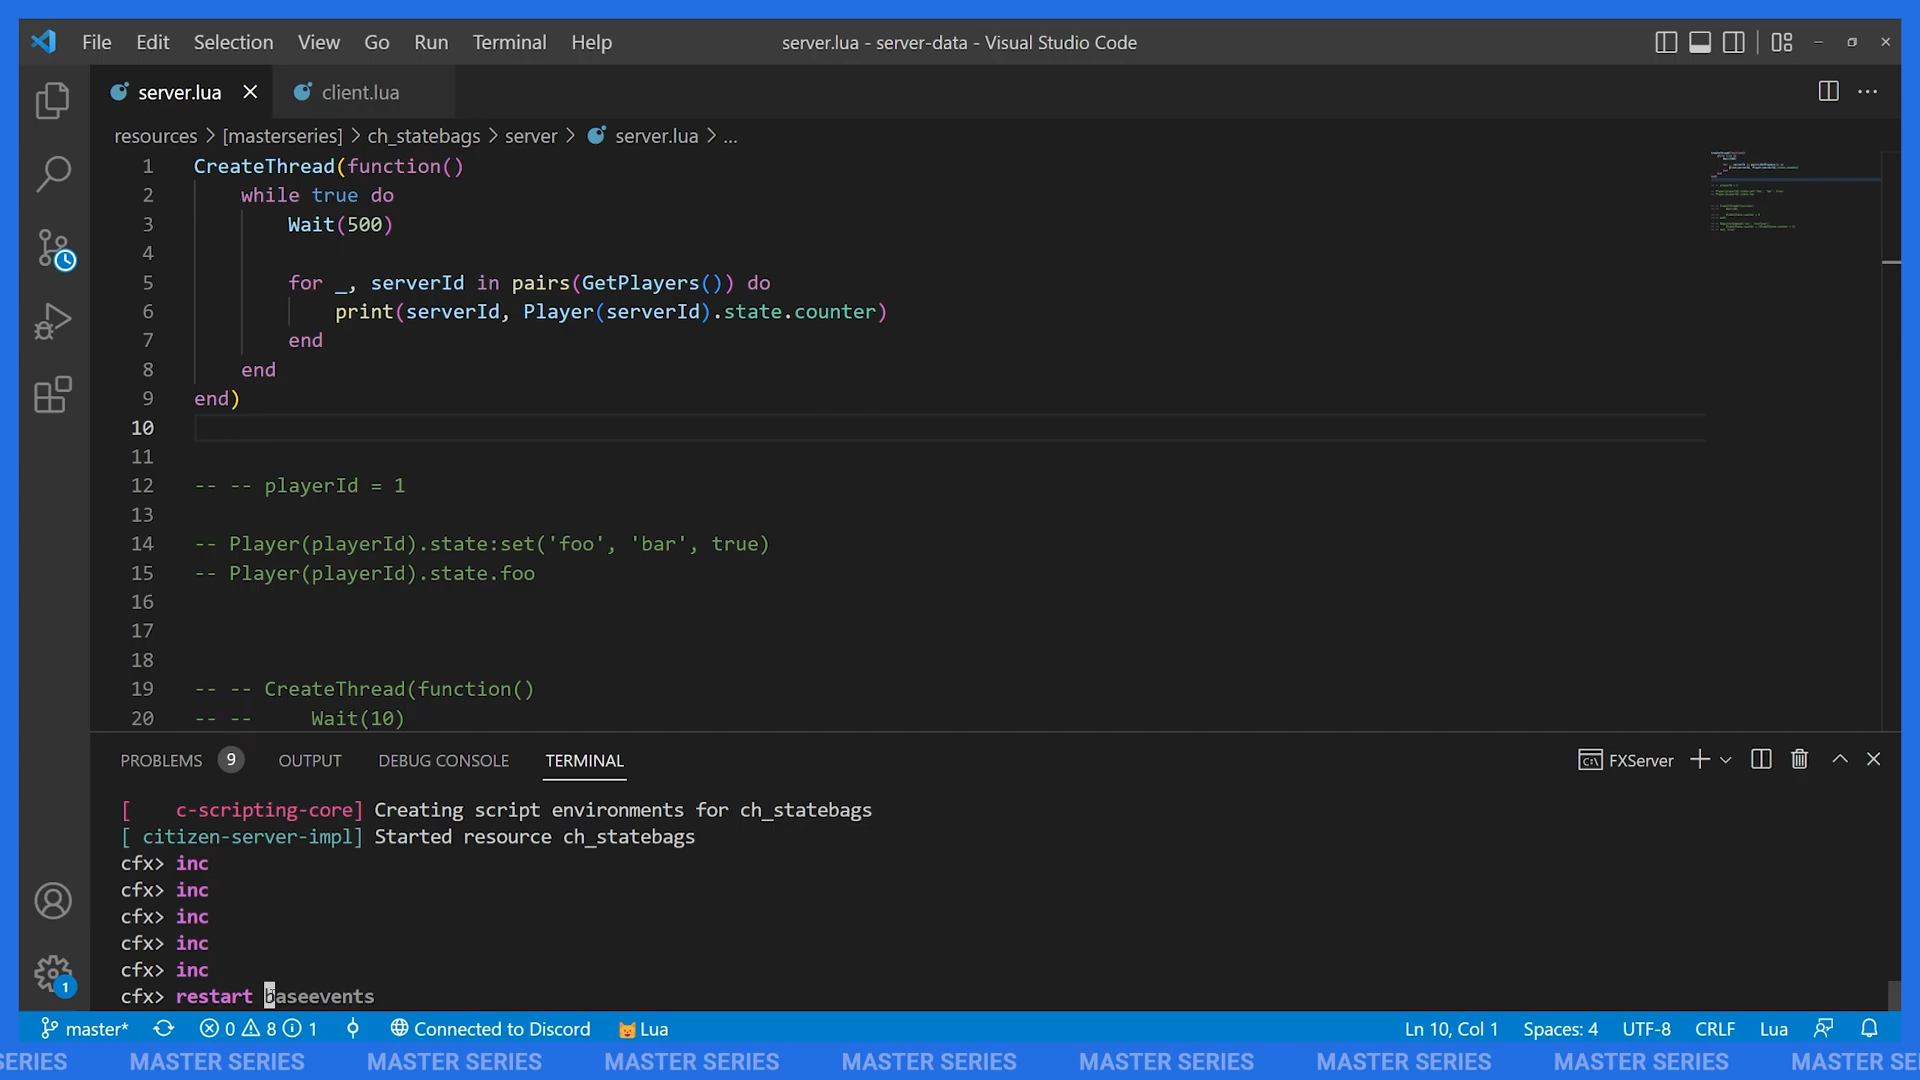 File Edit Selection View Go Run Terminal Help
server.lua - server-data - Visual Studio Code
server.lua
client.lua
resources > [masterseries] > ch_statebags > server > server.lua > ...
1 CreateThread(function()
2 while true do
3 Wait(500)
4
5 for _, serverId in pairs(GetPlayers()) do
6 print(serverId, Player(serverId).state.counter)
7 end
8 end
9 end)
10
11
12 -- -- playerId = 1
13
14 -- Player(playerId).state:set('foo', 'bar', true)
15 -- Player(playerId).state.foo
16
17
18
19 -- -- CreateThread(function()
20 -- -- Wait(10)
PROBLEMS 9 OUTPUT DEBUG CONSOLE TERMINAL
FXServer
[ c-scripting-core] Creating script environments for ch_statebags
[ citizen-server-impl] Started resource ch_statebags
cfx> inc
cfx> inc
cfx> inc
cfx> inc
cfx> inc
cfx> restart baseevents
1
master* 0 8 1 Connected to Discord Lua
Ln 10, Col 1 Spaces: 4 UTF-8 CRLF Lua
SERIES MASTER SERIES MASTER SERIES MASTER SERIES MASTER SERIES MASTER SERIES MASTER SERIES MASTER SERIES MASTER SE